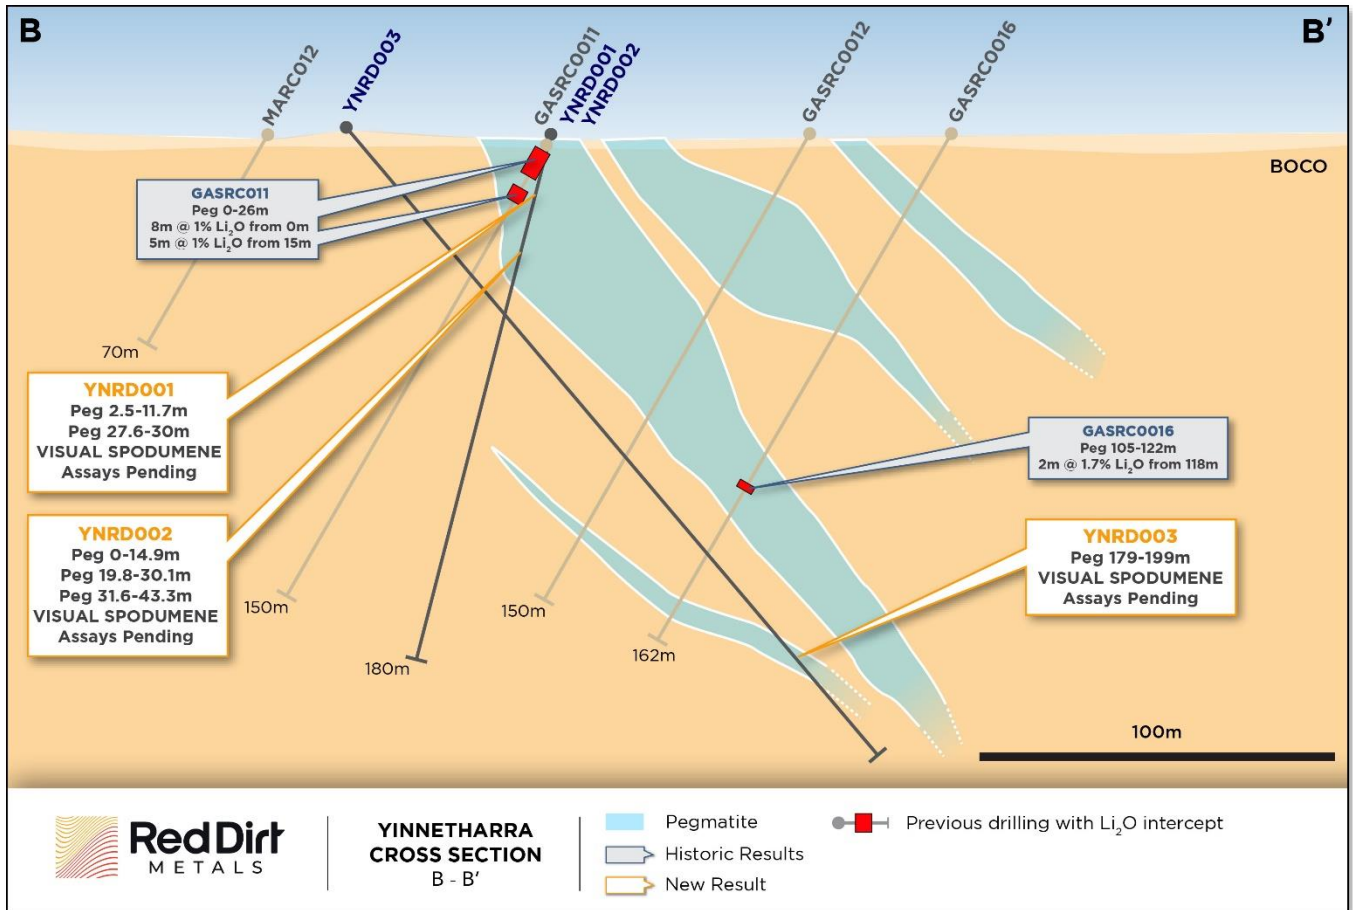 B
B′
MARC012
YNRD003
GASRC0011
YNRD001
YNRD002
GASRC0012
GASRC0016
BOCO
GASRC011
Peg 0-26m
8m @ 1% Li₂O from 0m
5m @ 1% Li₂O from 15m
70m
YNRD001
Peg 2.5-11.7m
Peg 27.6-30m
VISUAL SPODUMENE
Assays Pending
GASRC0016
Peg 105-122m
2m @ 1.7% Li₂O from 118m
YNRD002
Peg 0-14.9m
Peg 19.8-30.1m
Peg 31.6-43.3m
VISUAL SPODUMENE
Assays Pending
YNRD003
Peg 179-199m
VISUAL SPODUMENE
Assays Pending
150m
150m
162m
180m
100m
Red Dirt
METALS
YINNETHARRA
CROSS SECTION
B - B′
Pegmatite
Historic Results
New Result
Previous drilling with Li₂O intercept